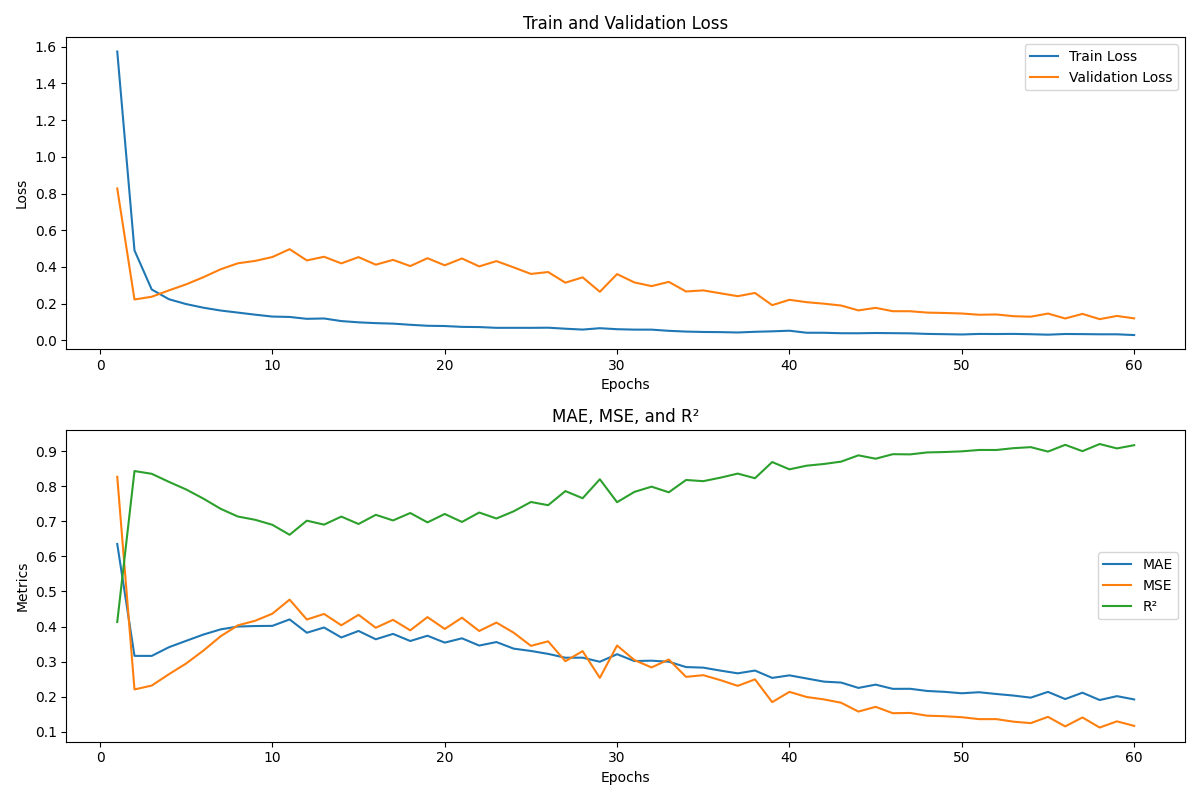 Train and Validation Loss
1.6
1.4
1.2
1.0
0.8
0.6
0.4
0.2
0.0
Loss
Train Loss
Validation Loss
0 10 20 30 40 50 60
Epochs
MAE, MSE, and R²
0.9
0.8
0.7
0.6
0.5
0.4
0.3
0.2
0.1
Metrics
MAE
MSE
R²
0 10 20 30 40 50 60
Epochs